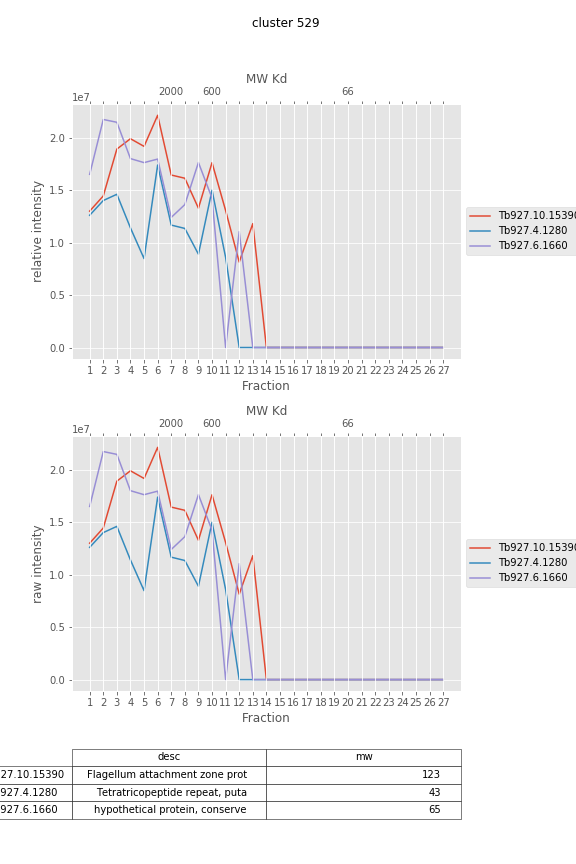 cluster 529
MW Kd
2000 600 66
1e7
2.0
1.5
1.0
0.5
0.0
relative intensity
1 2 3 4 5 6 7 8 9 10 11 12 13 14 15 16 17 18 19 20 21 22 23 24 25 26 27
Fraction
Tb927.10.15390
Tb927.4.1280
Tb927.6.1660
MW Kd
2000 600 66
1e7
2.0
1.5
1.0
0.5
0.0
raw intensity
1 2 3 4 5 6 7 8 9 10 11 12 13 14 15 16 17 18 19 20 21 22 23 24 25 26 27
Fraction
Tb927.10.15390
Tb927.4.1280
Tb927.6.1660
desc mw
27.10.15390 Flagellum attachment zone prot 123
927.4.1280 Tetratricopeptide repeat, puta 43
927.6.1660 hypothetical protein, conserve 65